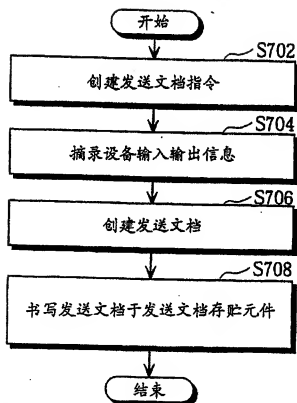 开始
S702
创建发送文档指令
S704
摘录设备输入输出信息
S706
创建发送文档
S708
书写发送文档于发送文档存贮元件
结束